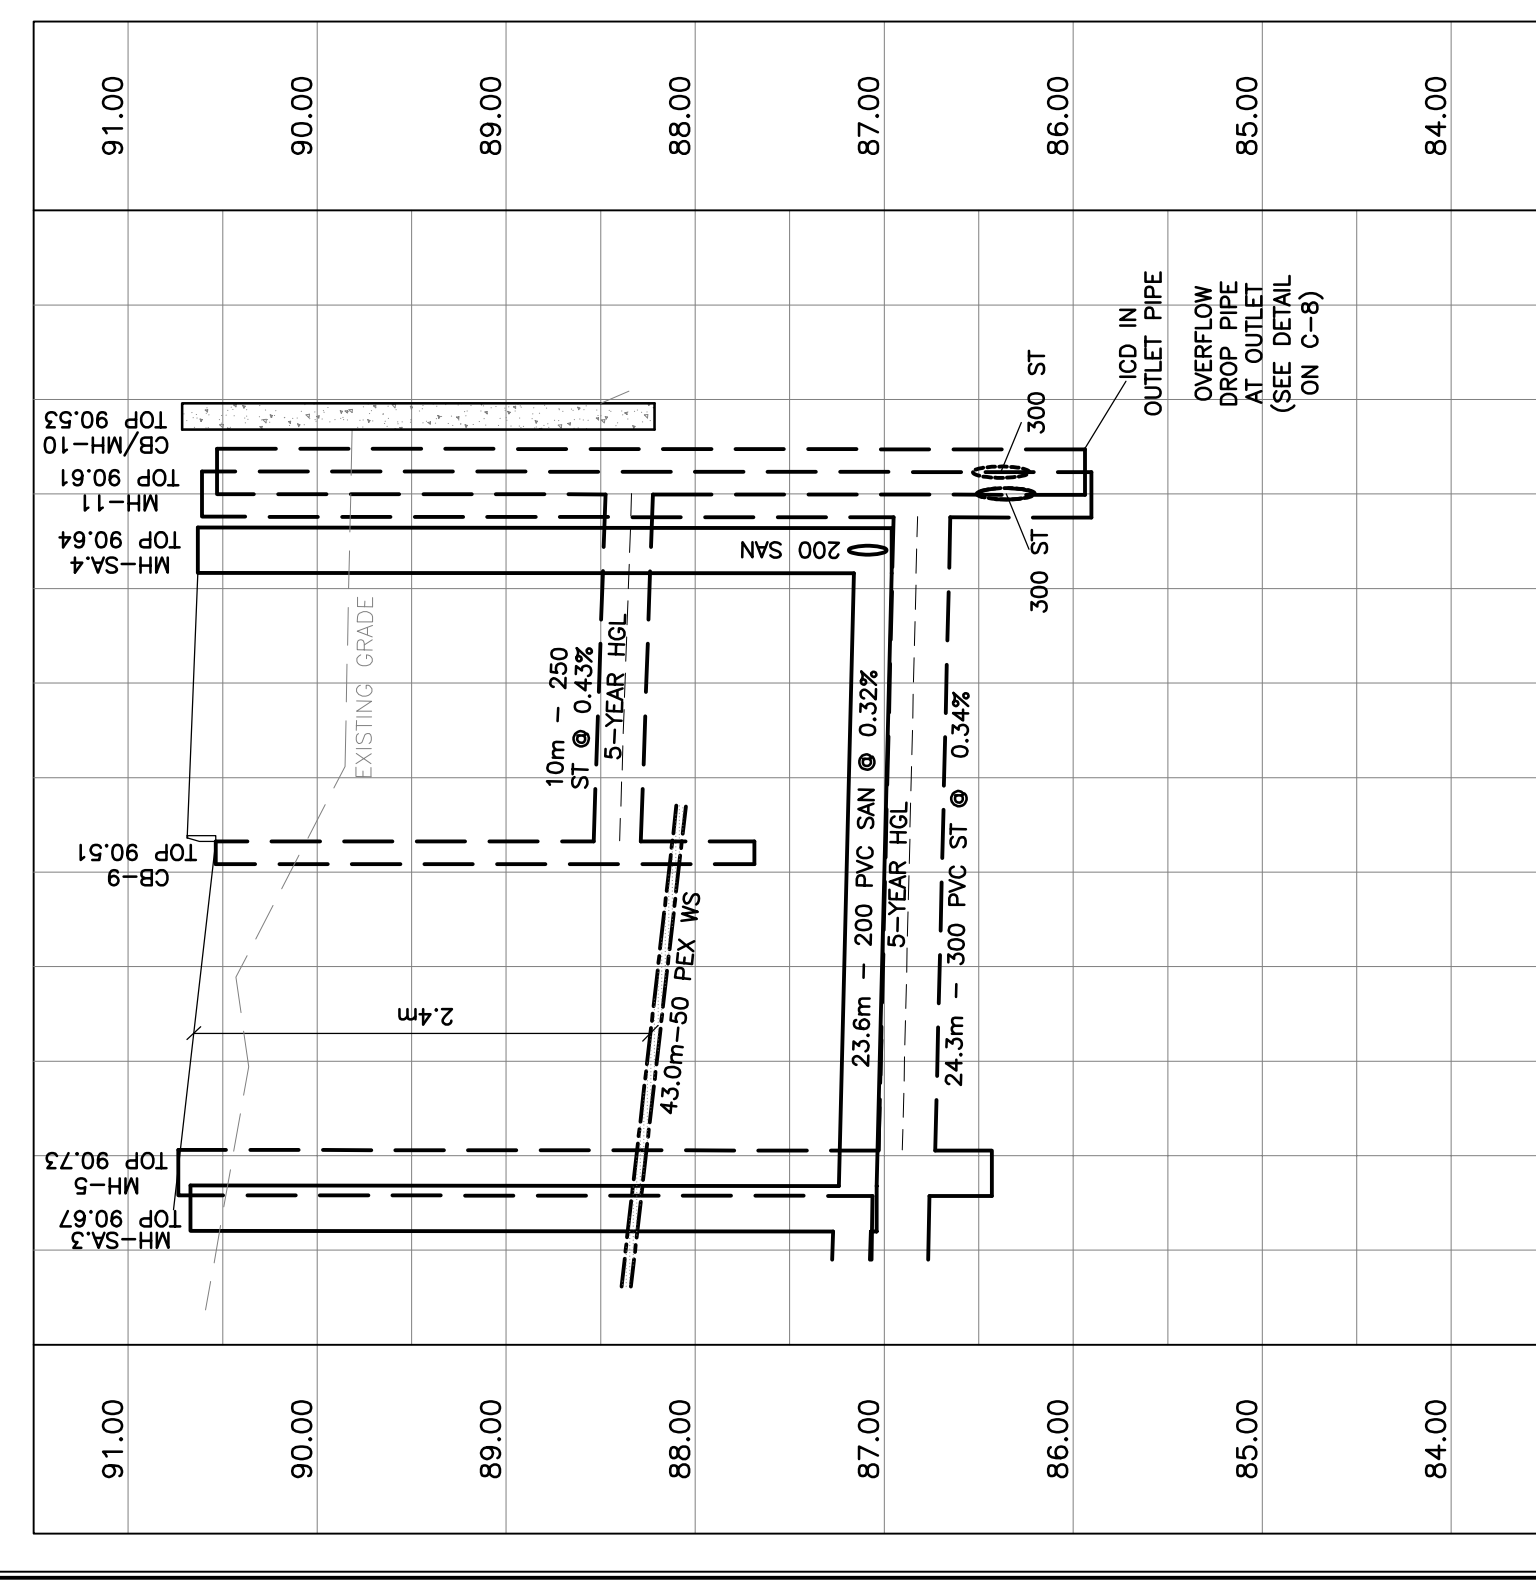 91.00
90.00
89.00
88.00
87.00
86.00
85.00
84.00
CB/MH-10
TOP 90.53
MH-11
TOP 90.61
MH-SA.4
TOP 90.64
CB-9
TOP 90.51
MH-5
TOP 90.73
MH-SA.3
TOP 90.67
EXISTING GRADE
10m - 250
ST @ 0.43%
5-YEAR HGL
200 SAN
300 ST
300 ST
ICD IN
OUTLET PIPE
OVERFLOW
DROP PIPE
AT OUTLET
(SEE DETAIL
ON C-8)
2.4m
43.0m-50 PEX WS
23.6m - 200 PVC SAN @ 0.32%
5-YEAR HGL
24.3m - 300 PVC ST @ 0.34%
91.00
90.00
89.00
88.00
87.00
86.00
85.00
84.00